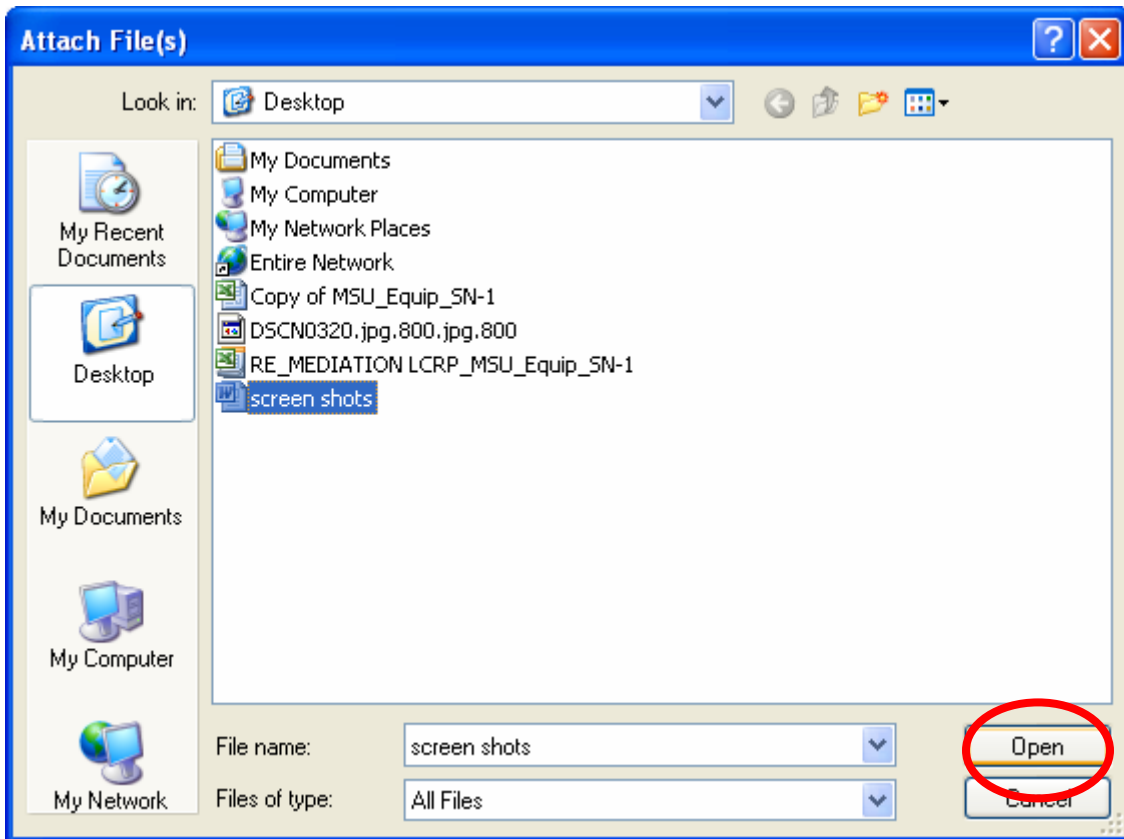 Attach File(s)
Look in: Desktop
My Documents
My Computer
My Network Places
Entire Network
Copy of MSU_Equip_SN-1
DSCN0320.jpg.800.jpg.800
RE_MEDIATION LCRP_MSU_Equip_SN-1
screen shots
My Recent
Documents
Desktop
My Documents
My Computer
My Network
File name: screen shots Open
Files of type: All Files Cancel